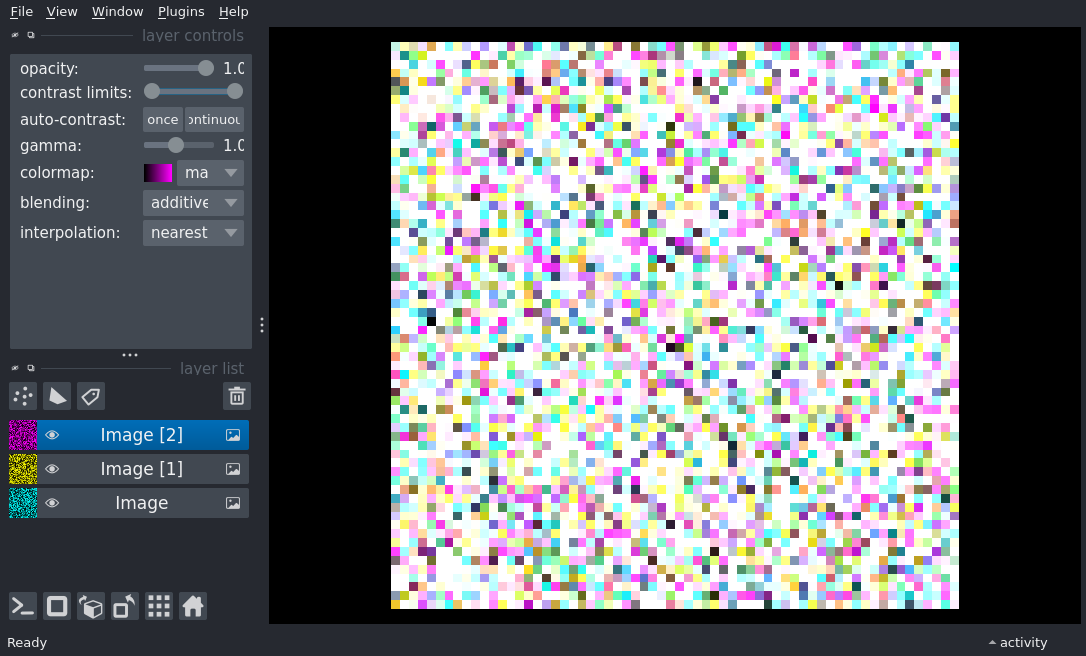 File View Window Plugins Help
layer controls
opacity: 1.0
contrast limits:
auto-contrast: once ontinuou
gamma: 1.0
colormap: ma
blending: additive
interpolation: nearest
layer list
Image [2]
Image [1]
Image
Ready activity